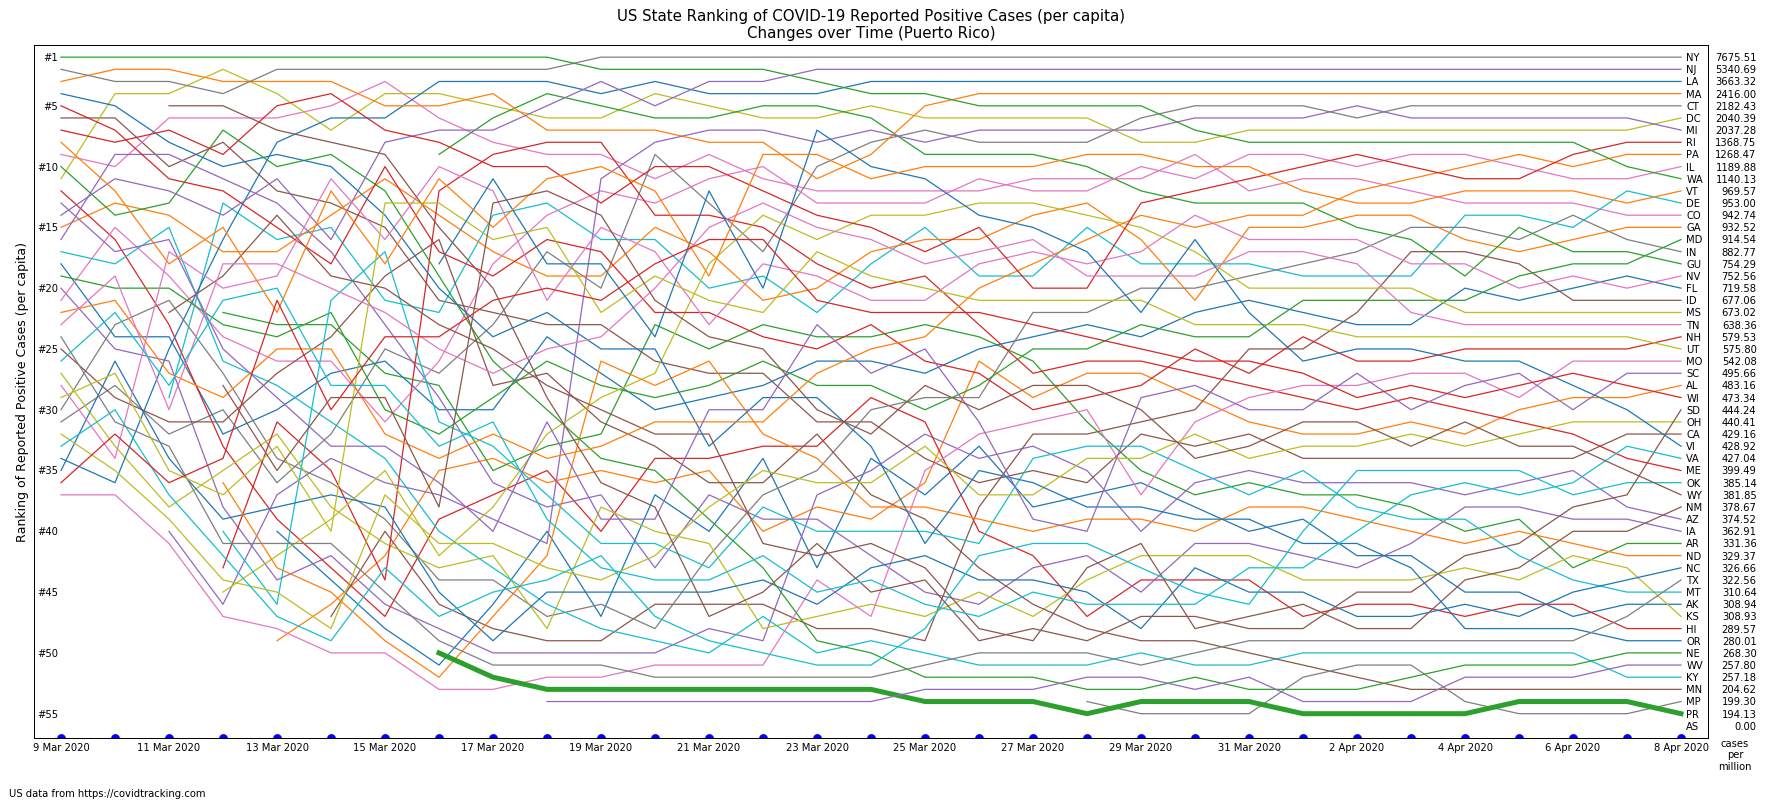 US State Ranking of COVID-19 Reported Positive Cases (per capita)
Changes over Time (Puerto Rico)
Ranking of Reported Positive Cases (per capita)
#1
#5
#10
#15
#20
#25
#30
#35
#40
#45
#50
#55
NY 7675.51
NJ 5340.69
LA 3663.32
MA 2416.00
CT 2182.43
DC 2040.39
MI 2037.28
RI 1368.75
PA 1268.47
IL 1189.88
WA 1140.13
VT 969.57
DE 953.00
CO 942.74
GA 932.52
MD 914.54
IN 882.77
GU 754.29
NV 752.56
FL 719.58
ID 677.06
MS 673.02
TN 638.36
NH 579.53
UT 575.80
MO 542.08
SC 495.66
AL 483.16
WI 473.34
SD 444.24
OH 440.41
CA 429.16
VI 428.92
VA 427.04
ME 399.49
OK 385.14
WY 381.85
NM 378.67
AZ 374.52
IA 362.91
AR 331.36
ND 329.37
NC 326.66
TX 322.56
MT 310.64
AK 308.94
KS 308.93
HI 289.57
OR 280.01
NE 268.30
WV 257.80
KY 257.18
MN 204.62
MP 199.30
PR 194.13
AS 0.00
9 Mar 2020 11 Mar 2020 13 Mar 2020 15 Mar 2020 17 Mar 2020 19 Mar 2020 21 Mar 2020 23 Mar 2020 25 Mar 2020 27 Mar 2020 29 Mar 2020 31 Mar 2020 2 Apr 2020 4 Apr 2020 6 Apr 2020 8 Apr 2020
cases
per
million
US data from https://covidtracking.com